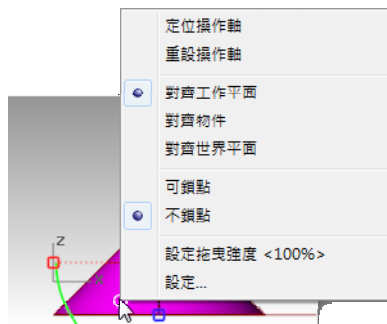 定位操作軸
重設操作軸
對齊工作平面
對齊物件
對齊世界平面
可鎖點
不鎖點
設定拖曳強度 <100%>
設定...
z
x